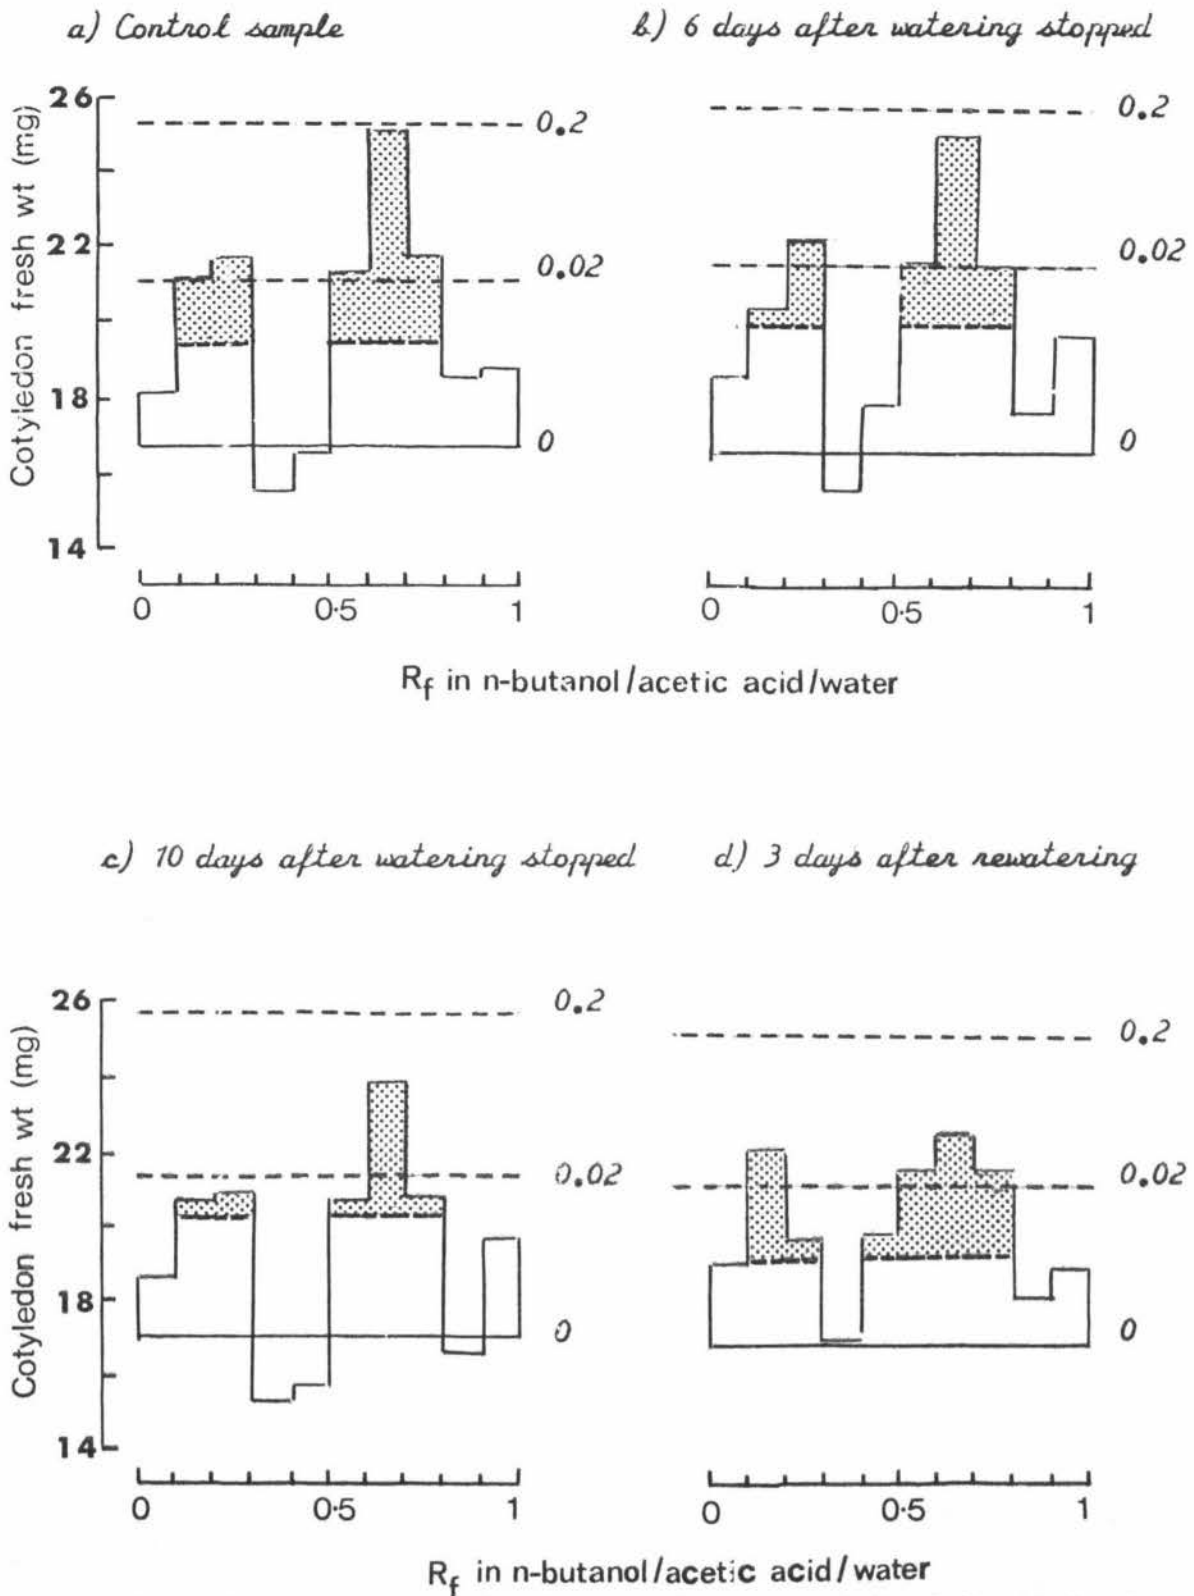 a) Control sample
b) 6 days after watering stopped
Cotyledon fresh wt (mg)
26
22
18
14
0.2
0.02
0
0.2
0.02
0
0 0·5 1
0 0·5 1
Rf in n-butanol/acetic acid/water
c) 10 days after watering stopped
d) 3 days after rewatering
Cotyledon fresh wt (mg)
26
22
18
14
0.2
0.02
0
0.2
0.02
0
0 0·5 1
0 0·5 1
Rf in n-butanol/acetic acid/water